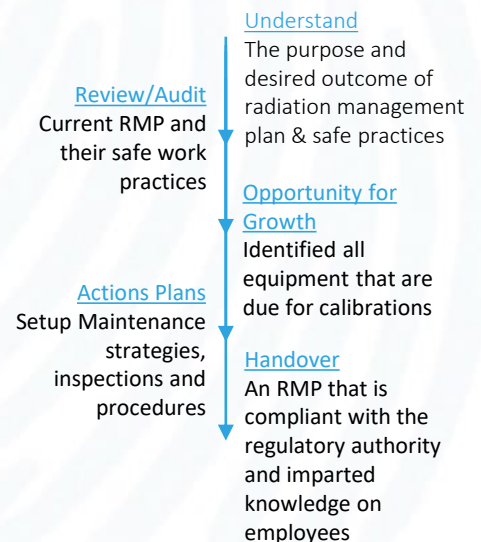 Understand
The purpose and
desired outcome of
radiation management
plan & safe practices
Review/Audit
Current RMP and
their safe work
practices
Opportunity for
Growth
Identified all
equipment that are
due for calibrations
Actions Plans
Setup Maintenance
strategies,
inspections and
procedures
Handover
An RMP that is
compliant with the
regulatory authority
and imparted
knowledge on
employees